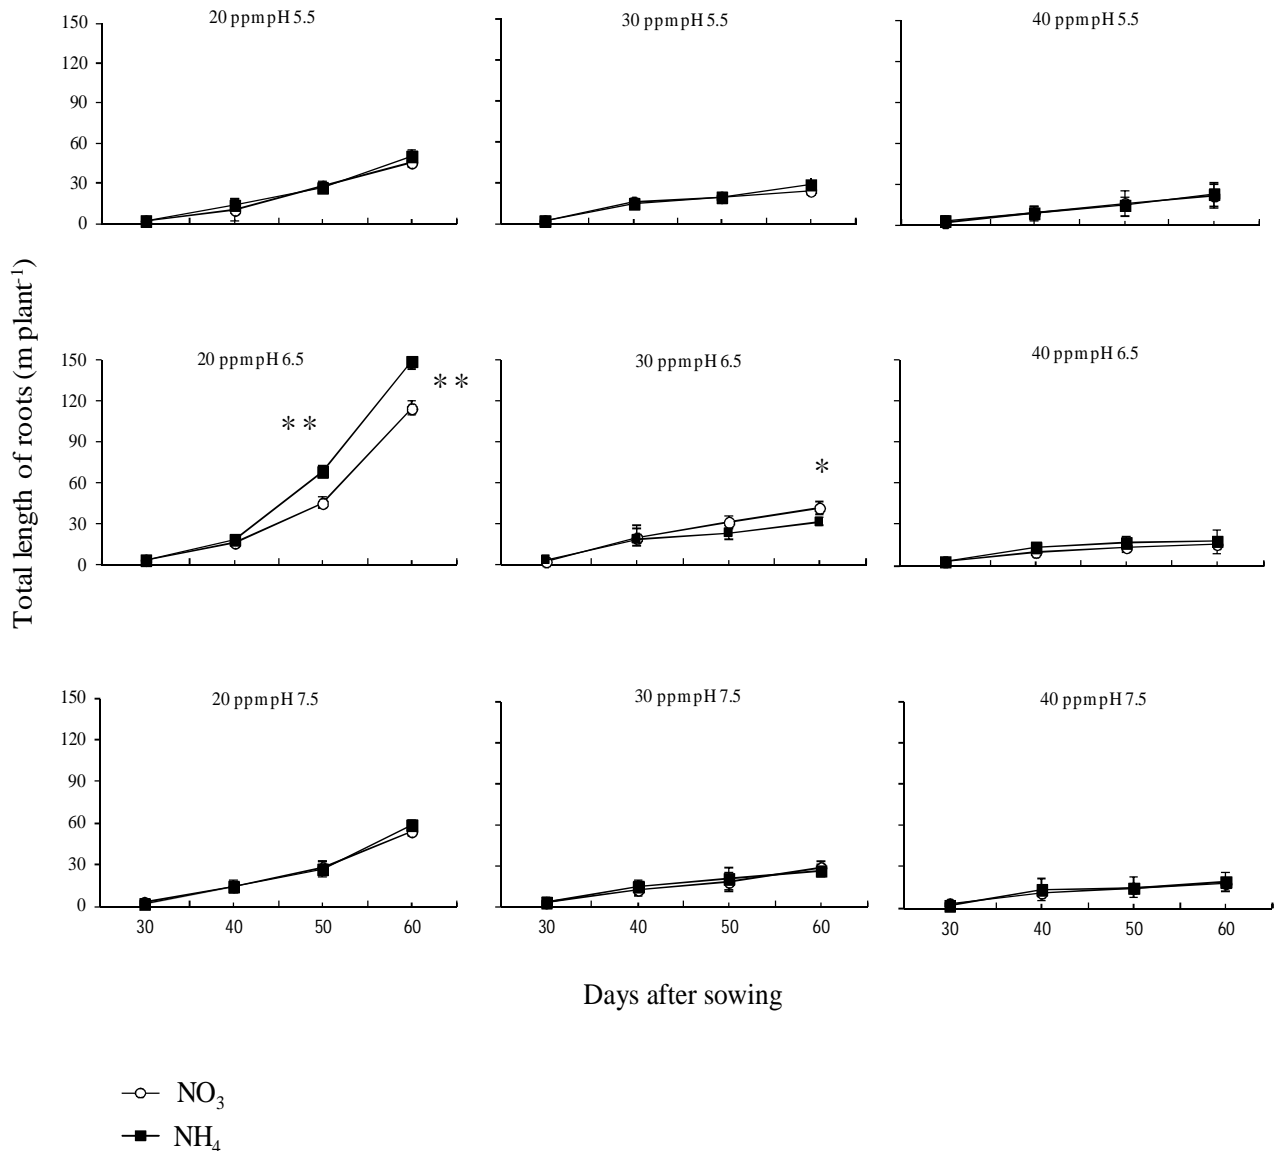 20 ppm pH 5.5
30 ppm pH 5.5
40 ppm pH 5.5
150
120
90
60
30
0
20 ppm pH 6.5
30 ppm pH 6.5
40 ppm pH 6.5
150
120
90
60
30
0
**
**
*
Total length of roots (m plant⁻¹)
20 ppm pH 7.5
30 ppm pH 7.5
40 ppm pH 7.5
150
120
90
60
30
0
30 40 50 60
30 40 50 60
30 40 50 60
Days after sowing
NO₃
NH₄